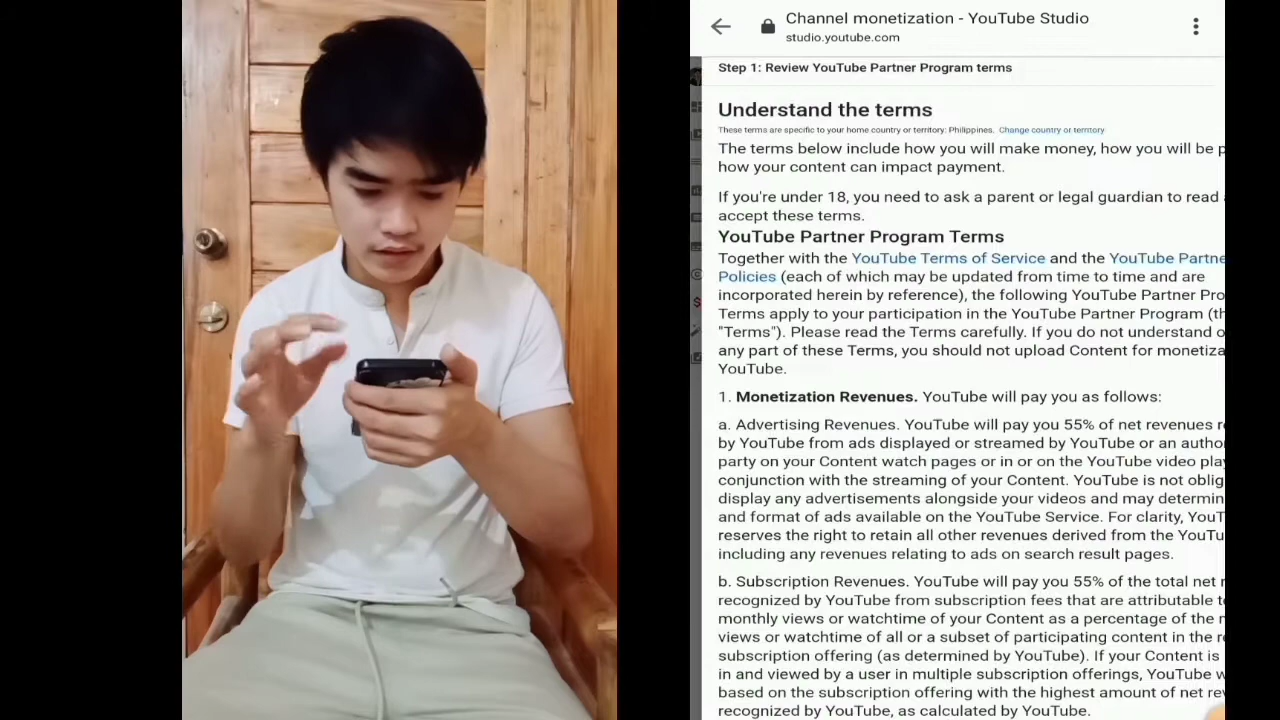 Channel monetization - YouTube Studio
studio.youtube.com
Step 1: Review YouTube Partner Program terms
Understand the terms
These terms are specific to your home country or territory: Philippines. Change country or territory
The terms below include how you will make money, how you will be
how your content can impact payment.
If you're under 18, you need to ask a parent or legal guardian to read
accept these terms.
YouTube Partner Program Terms
Together with the YouTube Terms of Service and the YouTube
Policies (each of which may be updated from time to time and are
incorporated herein by reference), the following YouTube Partner
Terms apply to your participation in the YouTube Partner Program
"Terms"). Please read the Terms carefully. If you do not understand
any part of these Terms, you should not upload Content for
YouTube.
1. Monetization Revenues. YouTube will pay you as follows:
a. Advertising Revenues. YouTube will pay you 55% of net revenues
by YouTube from ads displayed or streamed by YouTube or an
party on your Content watch pages or in or on the YouTube video
conjunction with the streaming of your Content. YouTube is not
display any advertisements alongside your videos and may
and format of ads available on the YouTube Service. For clarity,
reserves the right to retain all other revenues derived from the
including any revenues relating to ads on search result pages.
b. Subscription Revenues. YouTube will pay you 55% of the total net
recognized by YouTube from subscription fees that are attributable
monthly views or watchtime of your Content as a percentage of the
views or watchtime of all or a subset of participating content in the
subscription offering (as determined by YouTube). If your Content is
in and viewed by a user in multiple subscription offerings, YouTube
based on the subscription offering with the highest amount of net
recognized by YouTube, as calculated by YouTube.